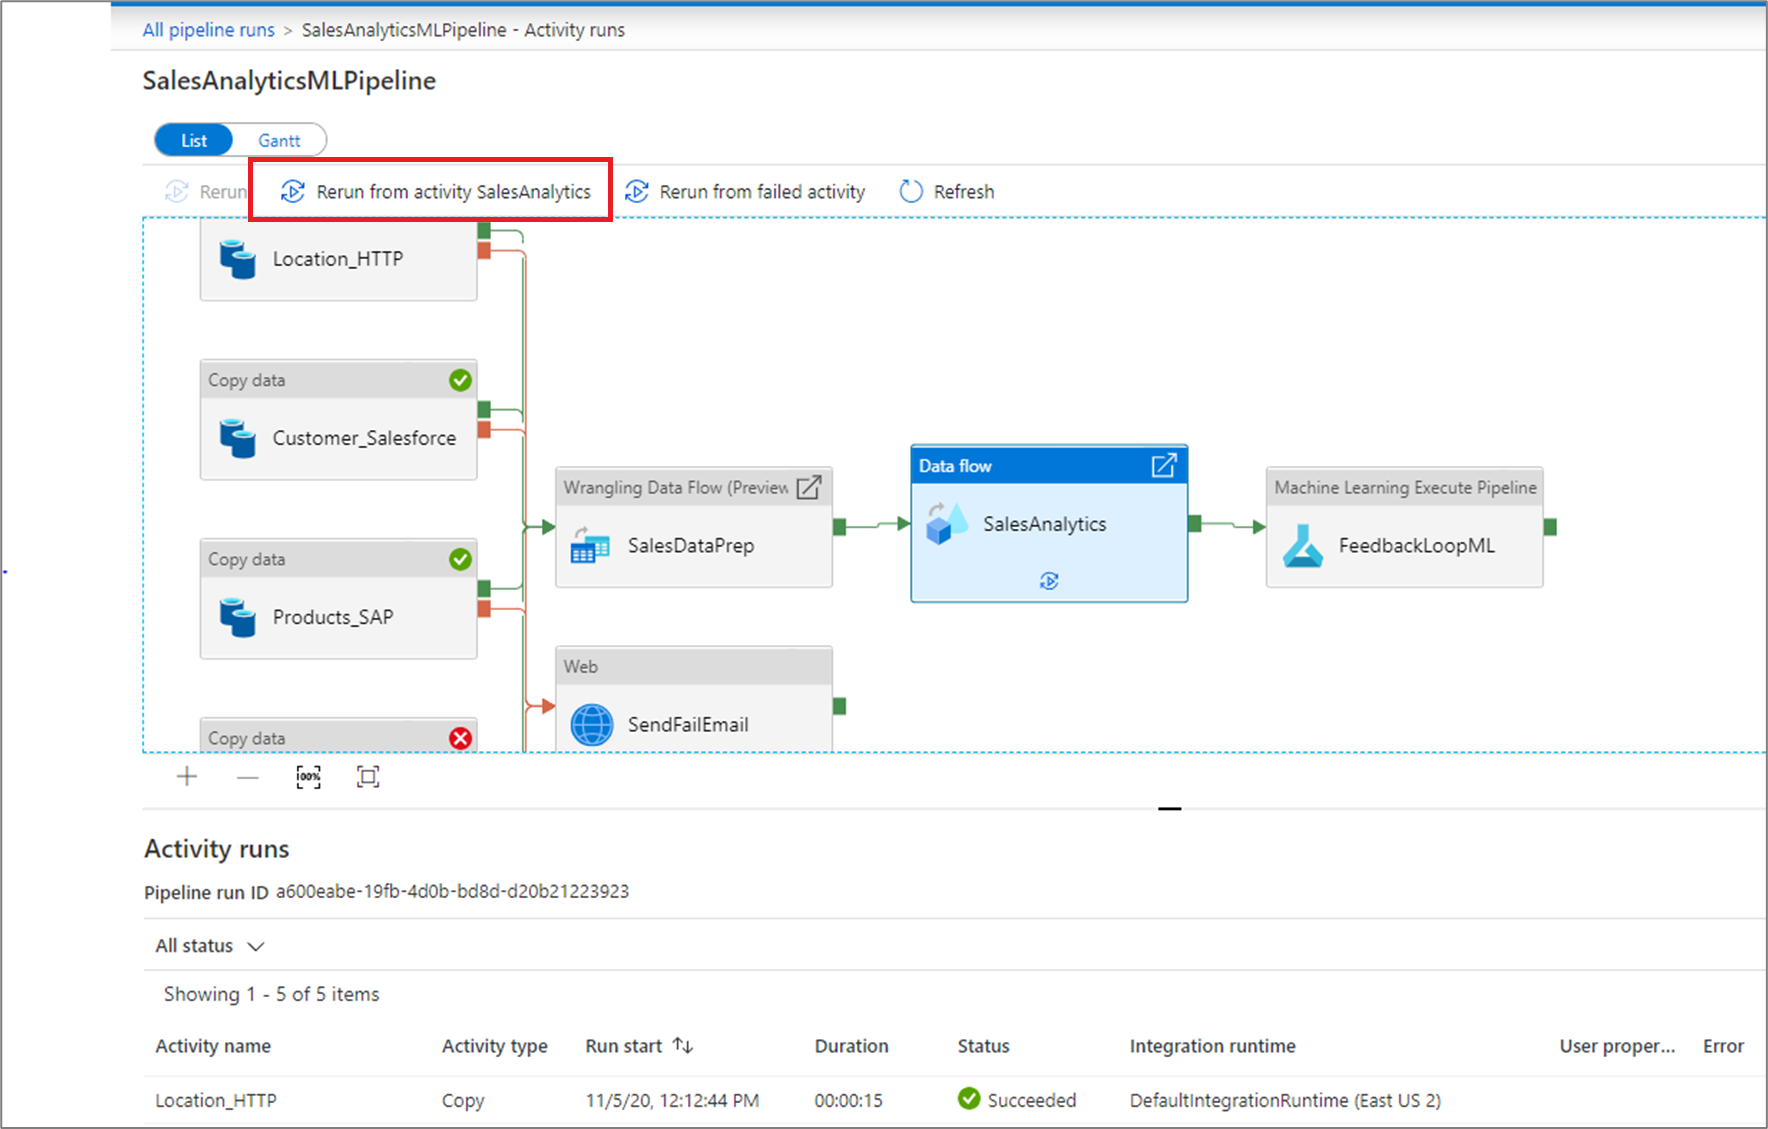 All pipeline runs > SalesAnalyticsMLPipeline - Activity runs
SalesAnalyticsMLPipeline
List Gantt
Rerun Rerun from activity SalesAnalytics Rerun from failed activity Refresh
Location_HTTP
Copy data
Customer_Salesforce
Copy data
Products_SAP
Copy data
Wrangling Data Flow (Preview
SalesDataPrep
Web
SendFailEmail
Data flow
SalesAnalytics
Machine Learning Execute Pipeline
FeedbackLoopML
100%
Activity runs
Pipeline run ID a600eabe-19fb-4d0b-bd8d-d20b21223923
All status
Showing 1 - 5 of 5 items
Activity name Activity type Run start Duration Status Integration runtime User proper... Error
Location_HTTP Copy 11/5/20, 12:12:44 PM 00:00:15 Succeeded DefaultIntegrationRuntime (East US 2)